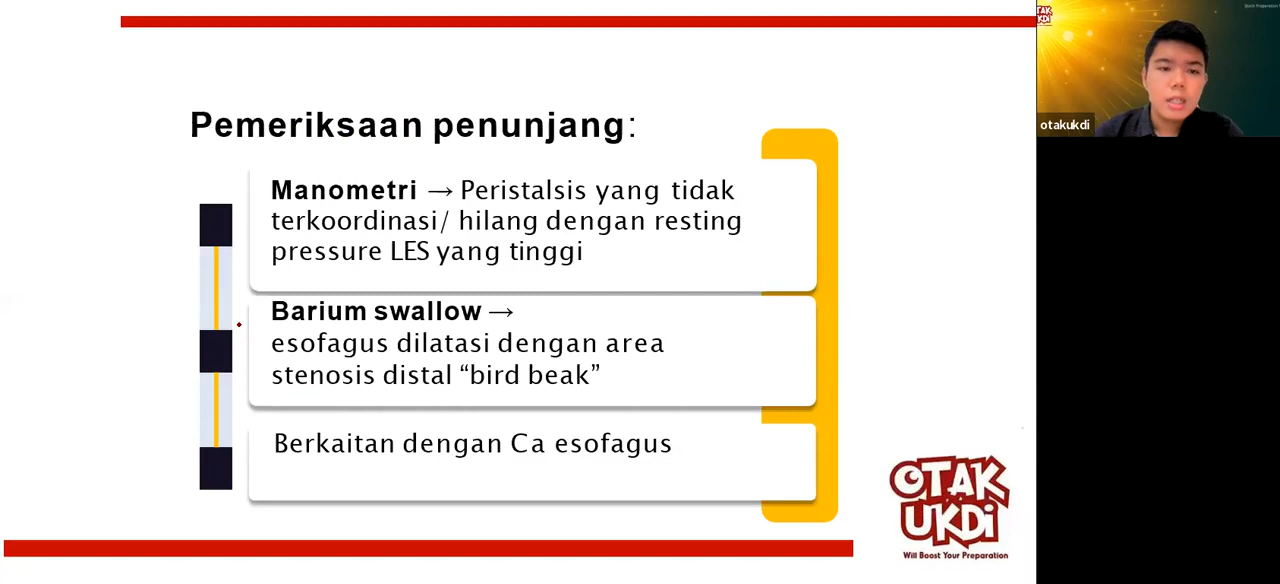 Pemeriksaan penunjang:
Manometri → Peristalsis yang tidak
terkoordinasi/ hilang dengan resting
pressure LES yang tinggi
Barium swallow →
esofagus dilatasi dengan area
stenosis distal “bird beak”
Berkaitan dengan Ca esofagus
OTAK
UKDi
Will Boost Your Preparation
otakukdi